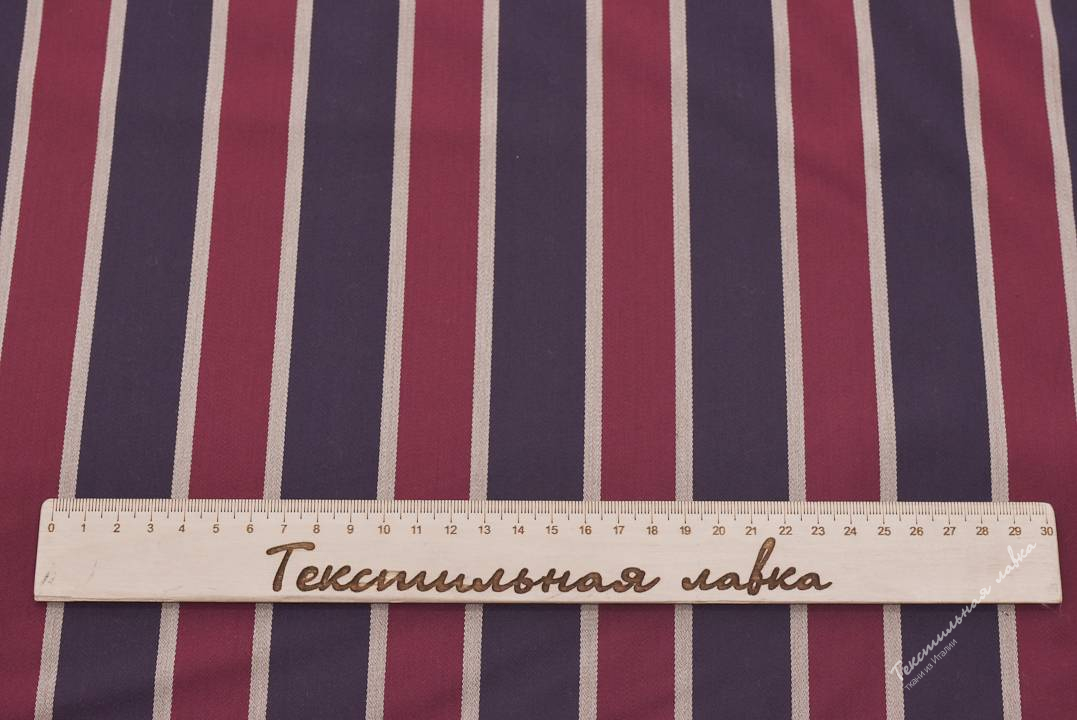 0 1 2 3 4 5 6 7 8 9 10 11 12 13 14 15 16 17 18 19 20 21 22 23 24 25 26 27 28 29 30
Текстильная лавка
Текстильная лавка
Ткани из Италии